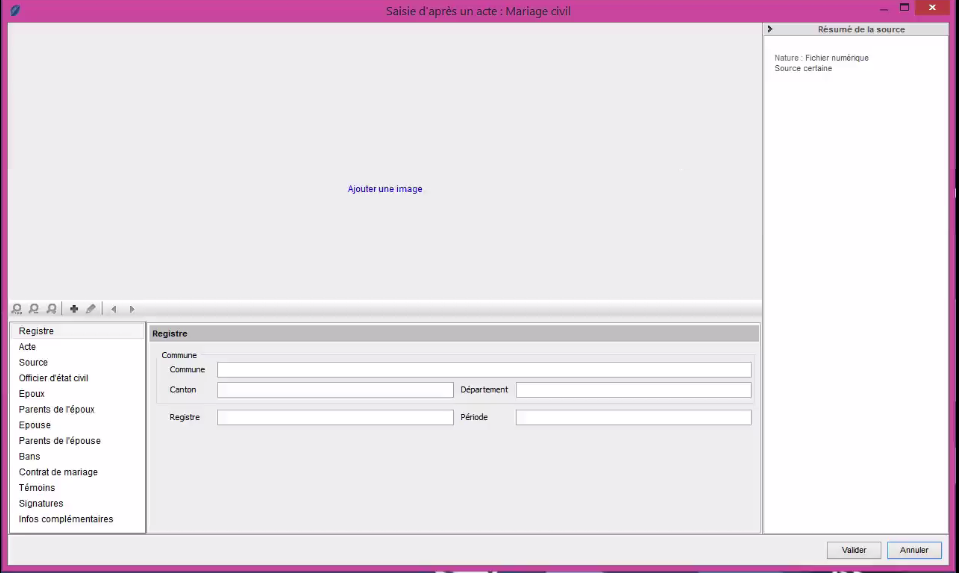 Saisie d'après un acte : Mariage civil
Résumé de la source
Nature : Fichier numérique
Source certaine
Ajouter une image
Registre
Acte
Source
Officier d'état civil
Epoux
Parents de l'époux
Epouse
Parents de l'épouse
Bans
Contrat de mariage
Témoins
Signatures
Infos complémentaires
Registre
Commune
Commune
Canton
Département
Registre
Période
Valider
Annuler